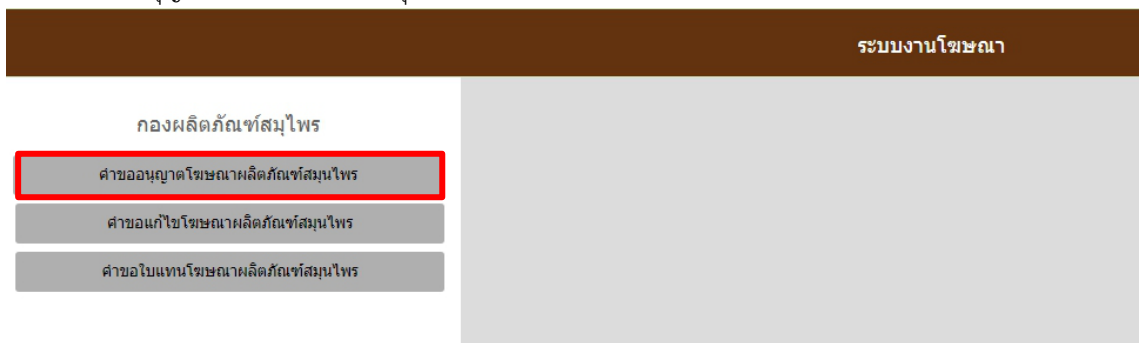 ระบบงานโฆษณา
กองผลิตภัณฑ์สมุไพร
คำขออนุญาตโฆษณาผลิตภัณฑ์สมุนไพร
คำขอแก้ไขโฆษณาผลิตภัณฑ์สมุนไพร
คำขอใบแทนโฆษณาผลิตภัณฑ์สมุนไพร